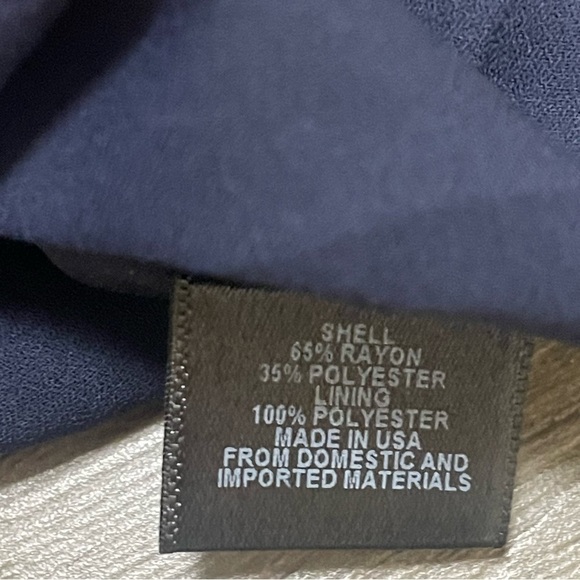 SHELL
65% RAYON
35% POLYESTER
LINING
100% POLYESTER
MADE IN USA
FROM DOMESTIC AND
IMPORTED MATERIALS